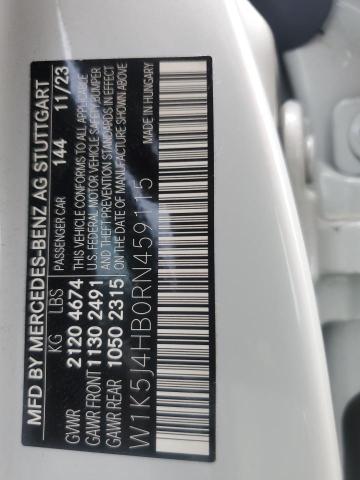 MFD BY MERCEDES-BENZ AG STUTTGART
KG LBS PASSENGER CAR 144 11/23
GVWR 2120 4674 THIS VEHICLE CONFORMS TO ALL APPLICABLE
GAWR FRONT 1130 2491 U.S. FEDERAL MOTOR VEHICLE SAFETY, BUMPER
GAWR REAR 1050 2315 AND THEFT PREVENTION STANDARDS IN EFFECT
ON THE DATE OF MANUFACTURE SHOWN ABOVE
W1K5J4HB0RN459115 MADE IN HUNGARY